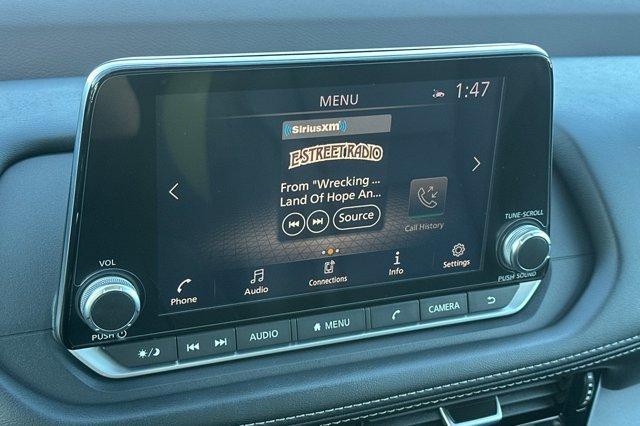 MENU
1:47
SiriusXM
E STREET RADIO
From "Wrecking ...
Land Of Hope An...
Source
Call History
TUNE·SCROLL
VOL
Phone
Audio
Connections
Info
Settings
PUSH SOUND
PUSH
AUDIO
MENU
CAMERA